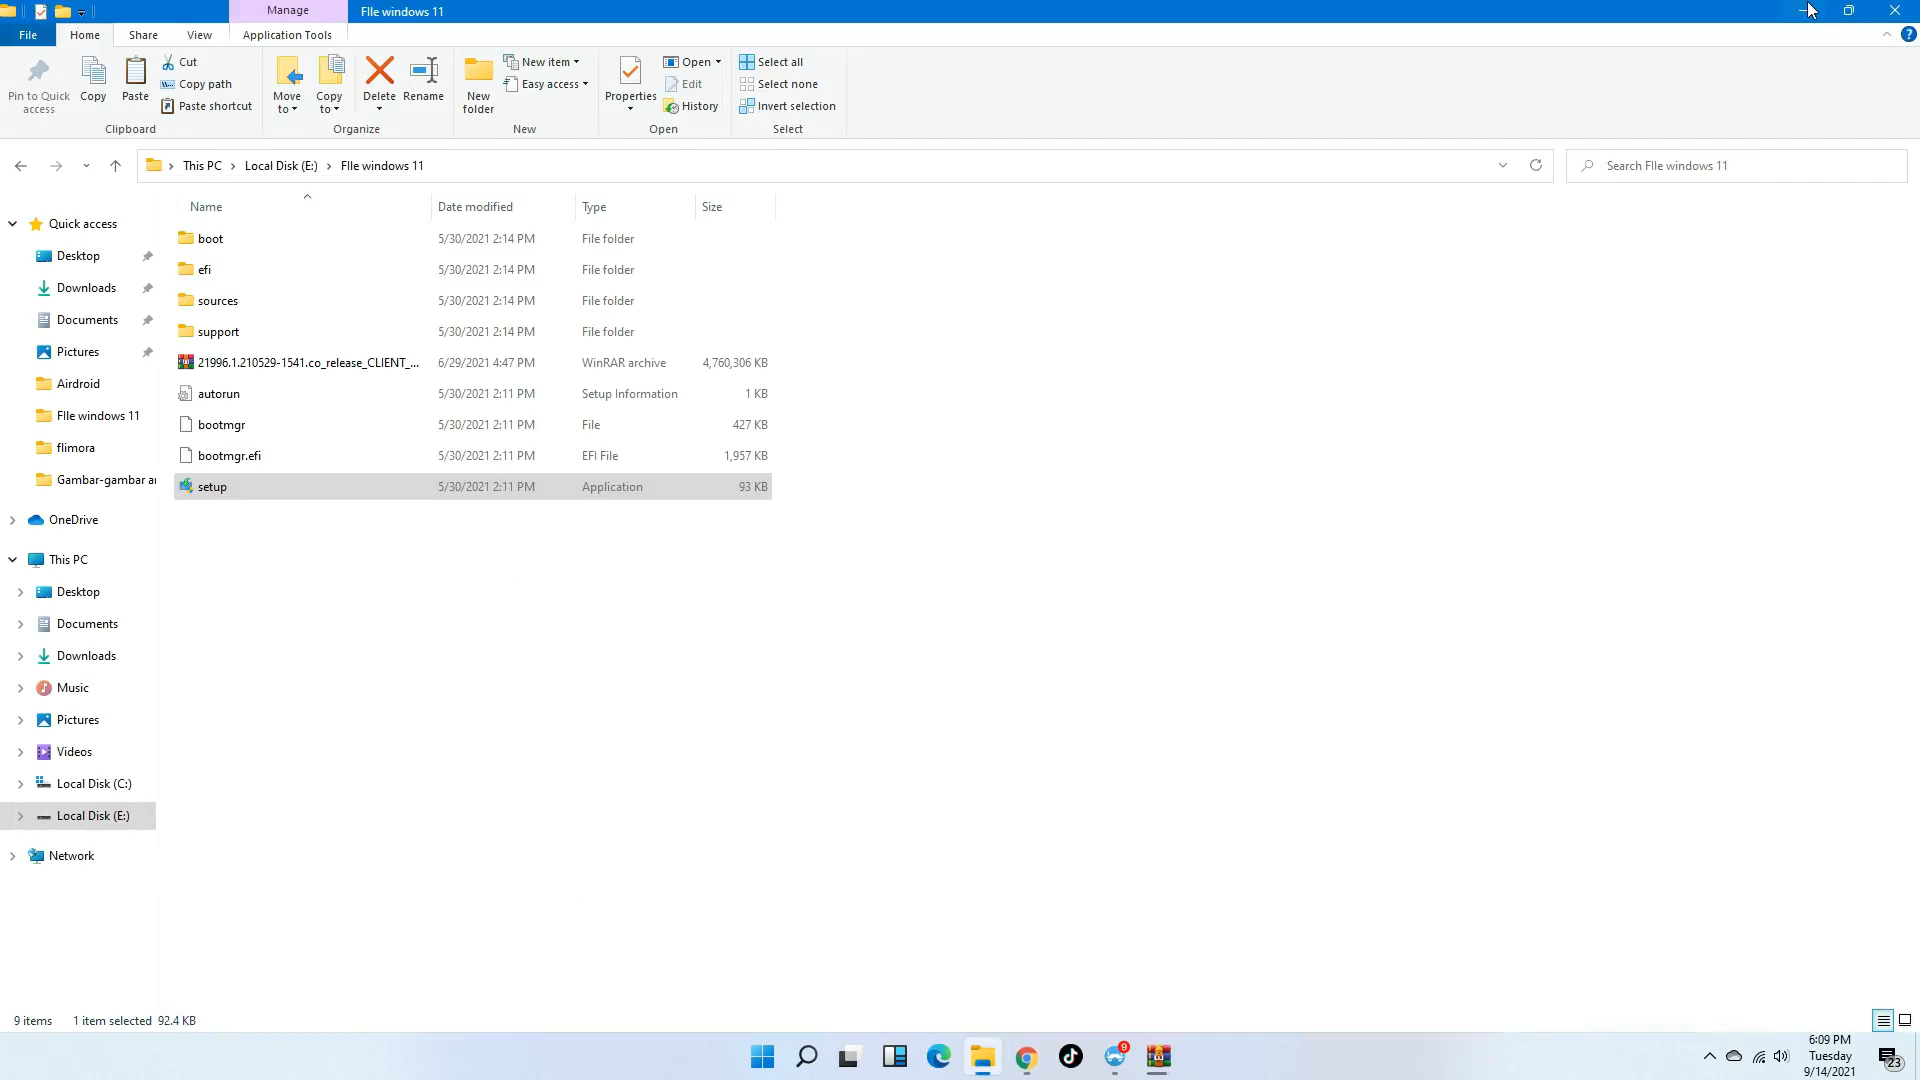 Manage
FIle windows 11
File
Home
Share
View
Application Tools
Pin to Quick
access
Copy
Paste
Cut
Copy path
Paste shortcut
Clipboard
Move
to
Copy
to
Delete
Rename
Organize
New
folder
New item
Easy access
New
Properties
Open
Edit
History
Open
Select all
Select none
Invert selection
Select
This PC
Local Disk (E:)
FIle windows 11
Search FIle windows 11
Name
Date modified
Type
Size
boot 5/30/2021 2:14 PM File folder
efi 5/30/2021 2:14 PM File folder
sources 5/30/2021 2:14 PM File folder
support 5/30/2021 2:14 PM File folder
21996.1.210529-1541.co_release_CLIENT_... 6/29/2021 4:47 PM WinRAR archive 4,760,306 KB
autorun 5/30/2021 2:11 PM Setup Information 1 KB
bootmgr 5/30/2021 2:11 PM File 427 KB
bootmgr.efi 5/30/2021 2:11 PM EFI File 1,957 KB
setup 5/30/2021 2:11 PM Application 93 KB
Quick access
Desktop
Downloads
Documents
Pictures
Airdroid
FIle windows 11
flimora
Gambar-gambar ar
OneDrive
This PC
Desktop
Documents
Downloads
Music
Pictures
Videos
Local Disk (C:)
Local Disk (E:)
Network
9 items
1 item selected 92.4 KB
9
6:09 PM
Tuesday
9/14/2021
23